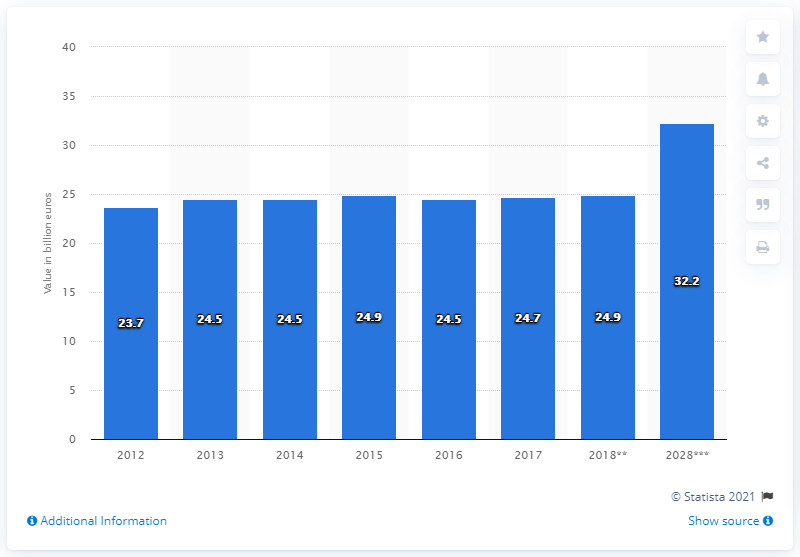 40
35
30
25
20
15
10
5
0
Value in billion euros
23.7 24.5 24.5 24.9 24.5 24.7 24.9 32.2
2012 2013 2014 2015 2016 2017 2018** 2028***
© Statista 2021
Additional Information Show source